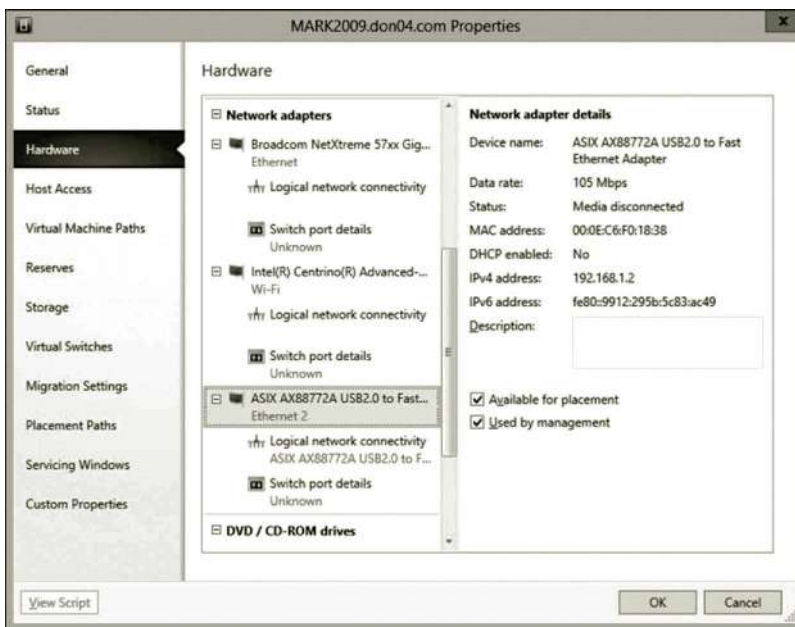 MARK2009.don04.com Properties
x
General
Status
Hardware
Host Access
Virtual Machine Paths
Reserves
Storage
Virtual Switches
Migration Settings
Placement Paths
Servicing Windows
Custom Properties
Hardware
Network adapters
Broadcom NetXtreme 57xx Gig...
Ethernet
Logical network connectivity
Switch port details
Unknown
Intel(R) Centrino(R) Advanced-...
Wi-Fi
Logical network connectivity
Switch port details
Unknown
ASIX AX88772A USB2.0 to Fast...
Ethernet 2
Logical network connectivity
ASIX AX88772A USB2.0 to F...
Switch port details
Unknown
DVD / CD-ROM drives
Network adapter details
Device name: ASIX AX88772A USB2.0 to Fast
Ethernet Adapter
Data rate: 105 Mbps
Status: Media disconnected
MAC address: 00:0E:C6:F0:18:38
DHCP enabled: No
IPv4 address: 192.168.1.2
IPv6 address: fe80::9912:295b:5c83:ac49
Description:
Available for placement
Used by management
View Script
OK
Cancel